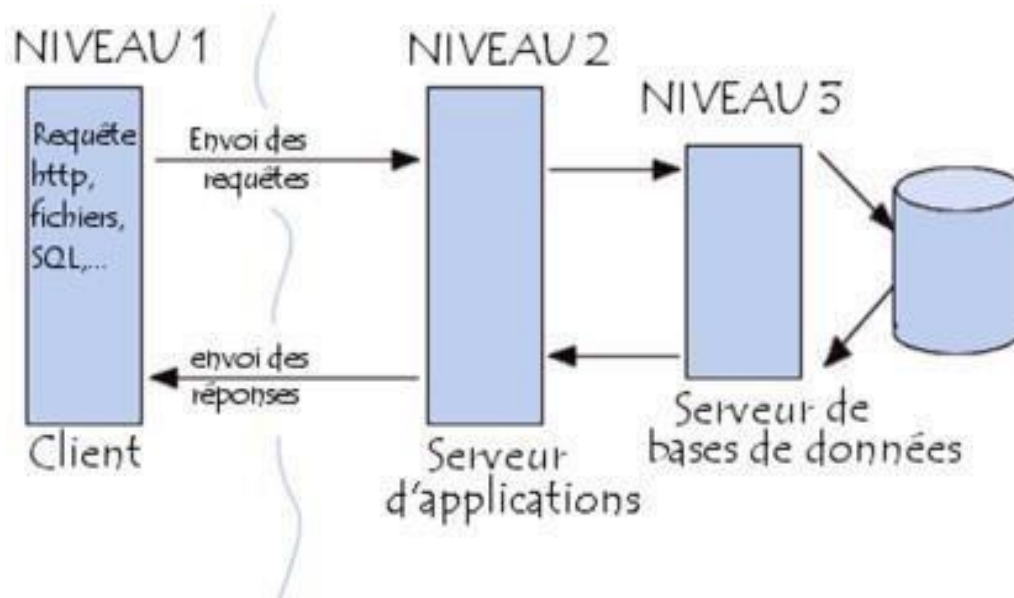 NIVEAU 1
Requête
http,
fichiers,
SQL,...
Client
Envoi des
requêtes
envoi des
réponses
NIVEAU 2
Serveur
d'applications
NIVEAU 3
Serveur de
bases de données